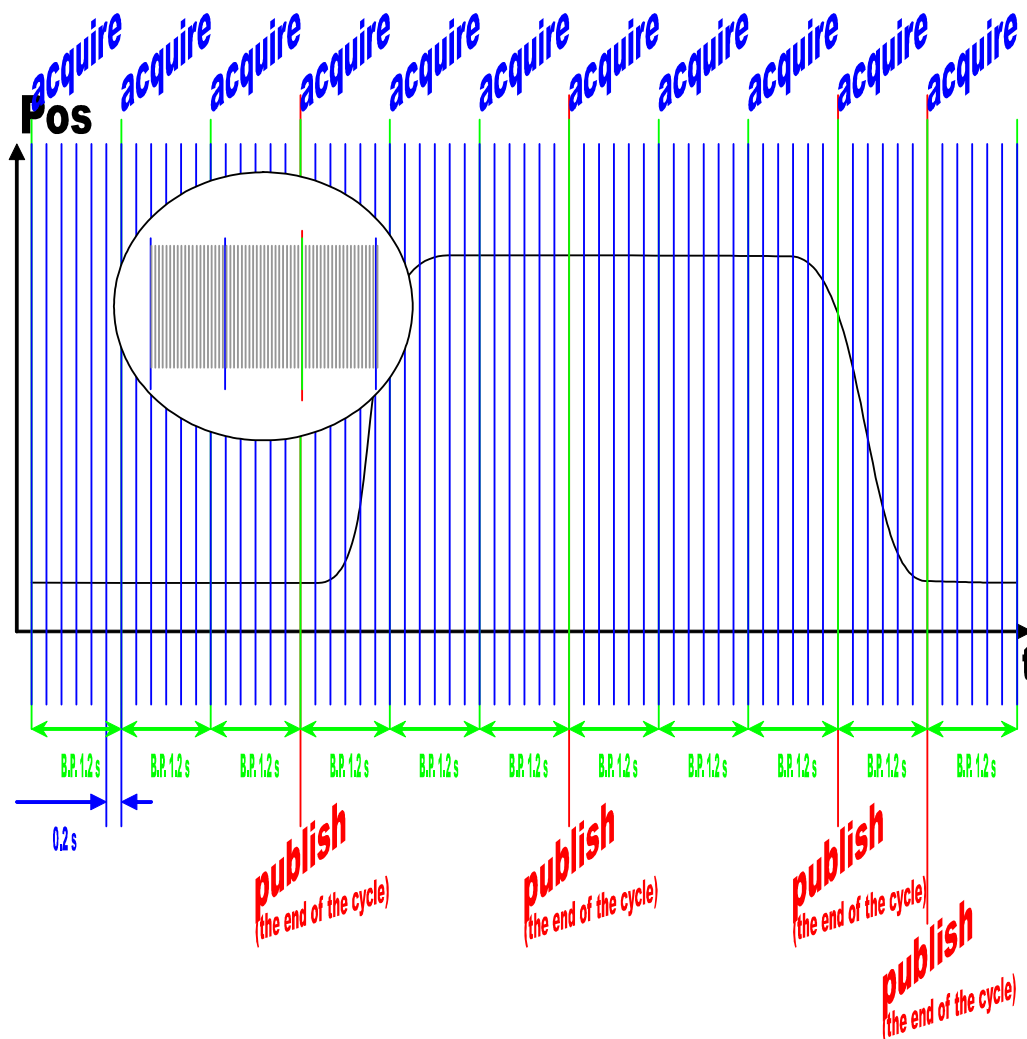 acquire acquire acquire acquire acquire acquire acquire acquire acquire acquire acquire
Pos
t
B.P. 1.2 s B.P. 1.2 s B.P. 1.2 s B.P. 1.2 s B.P. 1.2 s B.P. 1.2 s B.P. 1.2 s B.P. 1.2 s B.P. 1.2 s B.P. 1.2 s B.P. 1.2 s
0.2 s
publish
(the end of the cycle)
publish
(the end of the cycle)
publish
(the end of the cycle)
publish
(the end of the cycle)